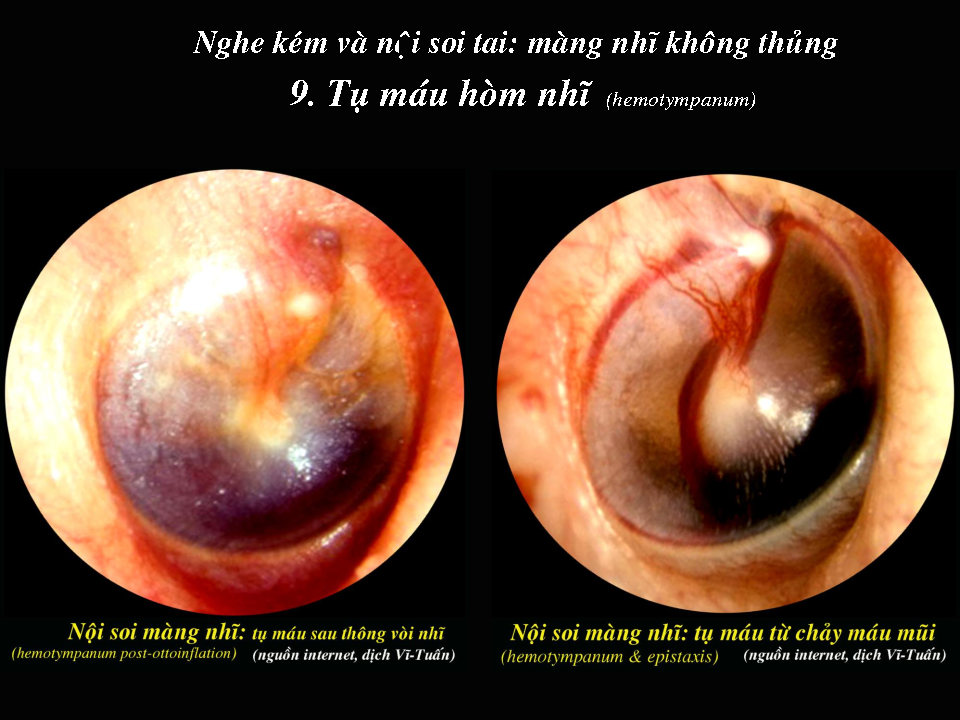 Nghe kém và nội soi tai: màng nhĩ không thủng
9. Tụ máu hòm nhĩ (hemotympanum)
Nội soi màng nhĩ: tụ máu sau thông vòi nhĩ
(hemotympanum post-ottoinflation) (nguồn internet, dịch Vĩ-Tuấn)
Nội soi màng nhĩ: tụ máu từ chảy máu mũi
(hemotympanum & epistaxis) (nguồn internet, dịch Vĩ-Tuấn)